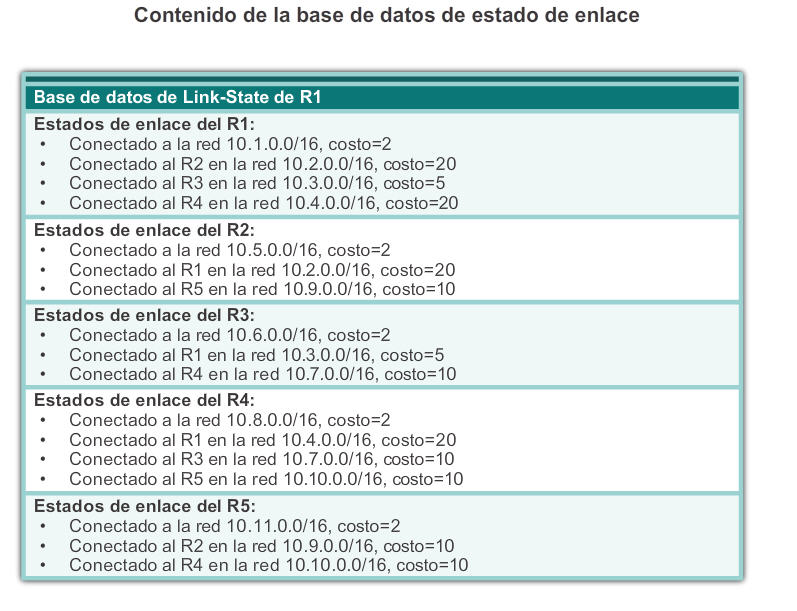 Contenido de la base de datos de estado de enlace
Base de datos de Link-State de R1
Estados de enlace del R1:
• Conectado a la red 10.1.0.0/16, costo=2
• Conectado al R2 en la red 10.2.0.0/16, costo=20
• Conectado al R3 en la red 10.3.0.0/16, costo=5
• Conectado al R4 en la red 10.4.0.0/16, costo=20
Estados de enlace del R2:
• Conectado a la red 10.5.0.0/16, costo=2
• Conectado al R1 en la red 10.2.0.0/16, costo=20
• Conectado al R5 en la red 10.9.0.0/16, costo=10
Estados de enlace del R3:
• Conectado a la red 10.6.0.0/16, costo=2
• Conectado al R1 en la red 10.3.0.0/16, costo=5
• Conectado al R4 en la red 10.7.0.0/16, costo=10
Estados de enlace del R4:
• Conectado a la red 10.8.0.0/16, costo=2
• Conectado al R1 en la red 10.4.0.0/16, costo=20
• Conectado al R3 en la red 10.7.0.0/16, costo=10
• Conectado al R5 en la red 10.10.0.0/16, costo=10
Estados de enlace del R5:
• Conectado a la red 10.11.0.0/16, costo=2
• Conectado al R2 en la red 10.9.0.0/16, costo=10
• Conectado al R4 en la red 10.10.0.0/16, costo=10